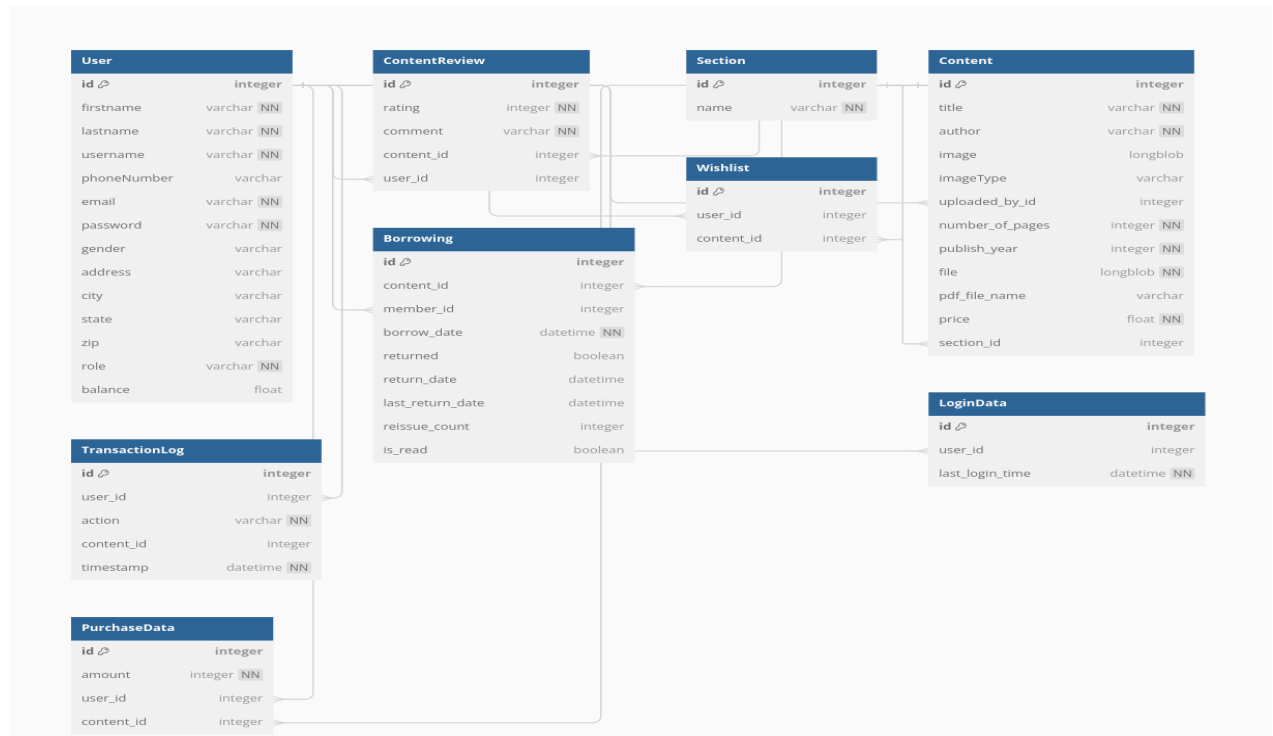 User
id integer
firstname varchar NN
lastname varchar NN
username varchar NN
phoneNumber varchar
email varchar NN
password varchar NN
gender varchar
address varchar
city varchar
state varchar
zip varchar
role varchar NN
balance float
ContentReview
id integer
rating integer NN
comment varchar NN
content_id integer
user_id integer
Section
id integer
name varchar NN
Content
id integer
title varchar NN
author varchar NN
image longblob
imageType varchar
uploaded_by_id integer
number_of_pages integer NN
publish_year integer NN
file longblob NN
pdf_file_name varchar
price float NN
section_id integer
Wishlist
id integer
user_id integer
content_id integer
Borrowing
id integer
content_id integer
member_id integer
borrow_date datetime NN
returned boolean
return_date datetime
last_return_date datetime
reissue_count integer
is_read boolean
LoginData
id integer
user_id integer
last_login_time datetime NN
TransactionLog
id integer
user_id integer
action varchar NN
content_id integer
timestamp datetime NN
PurchaseData
id integer
amount integer NN
user_id integer
content_id integer